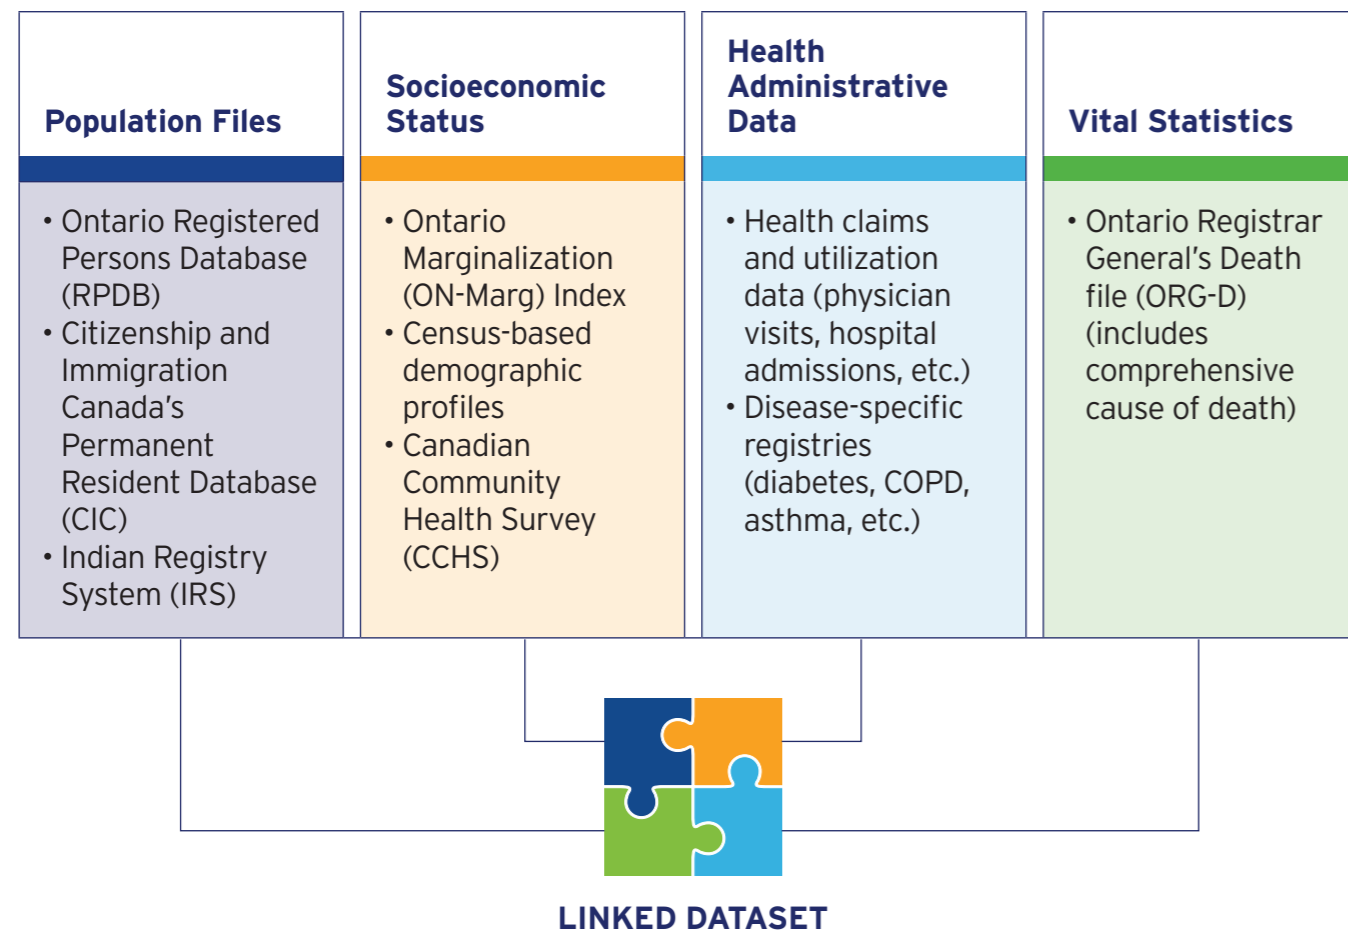 Population Files
• Ontario Registered
Persons Database
(RPDB)
• Citizenship and
Immigration
Canada’s
Permanent
Resident Database
(CIC)
• Indian Registry
System (IRS)
Socioeconomic
Status
• Ontario
Marginalization
(ON-Marg) Index
• Census-based
demographic
profiles
• Canadian
Community
Health Survey
(CCHS)
Health
Administrative
Data
• Health claims
and utilization
data (physician
visits, hospital
admissions, etc.)
• Disease-specific
registries
(diabetes, COPD,
asthma, etc.)
Vital Statistics
• Ontario Registrar
General’s Death
file (ORG-D)
(includes
comprehensive
cause of death)
LINKED DATASET